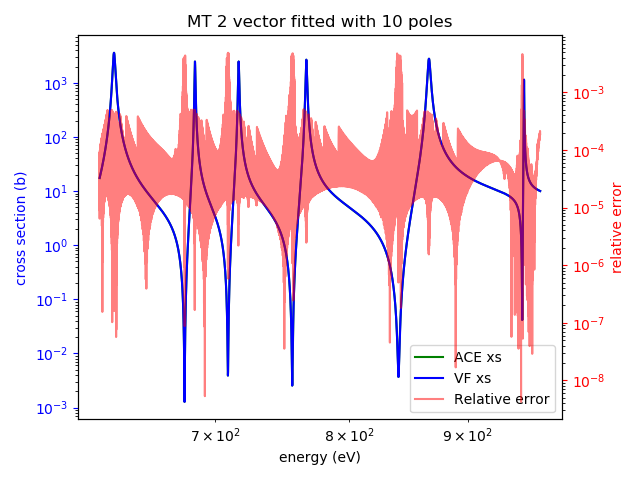 MT 2 vector fitted with 10 poles
cross section (b)
10³
10²
10¹
10⁰
10⁻¹
10⁻²
10⁻³
10⁻³
10⁻⁴
10⁻⁵
10⁻⁶
10⁻⁷
10⁻⁸
relative error
ACE xs
VF xs
Relative error
7 × 10² 8 × 10² 9 × 10²
energy (eV)